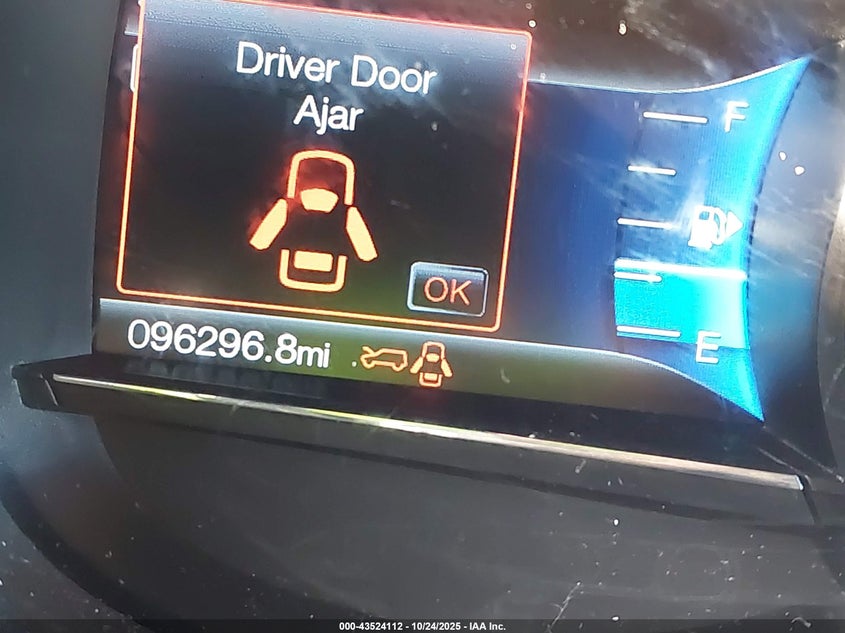 Driver Door
Ajar
OK
F
E
096296.8mi
000-43524112 - 10/24/2025 - IAA Inc.